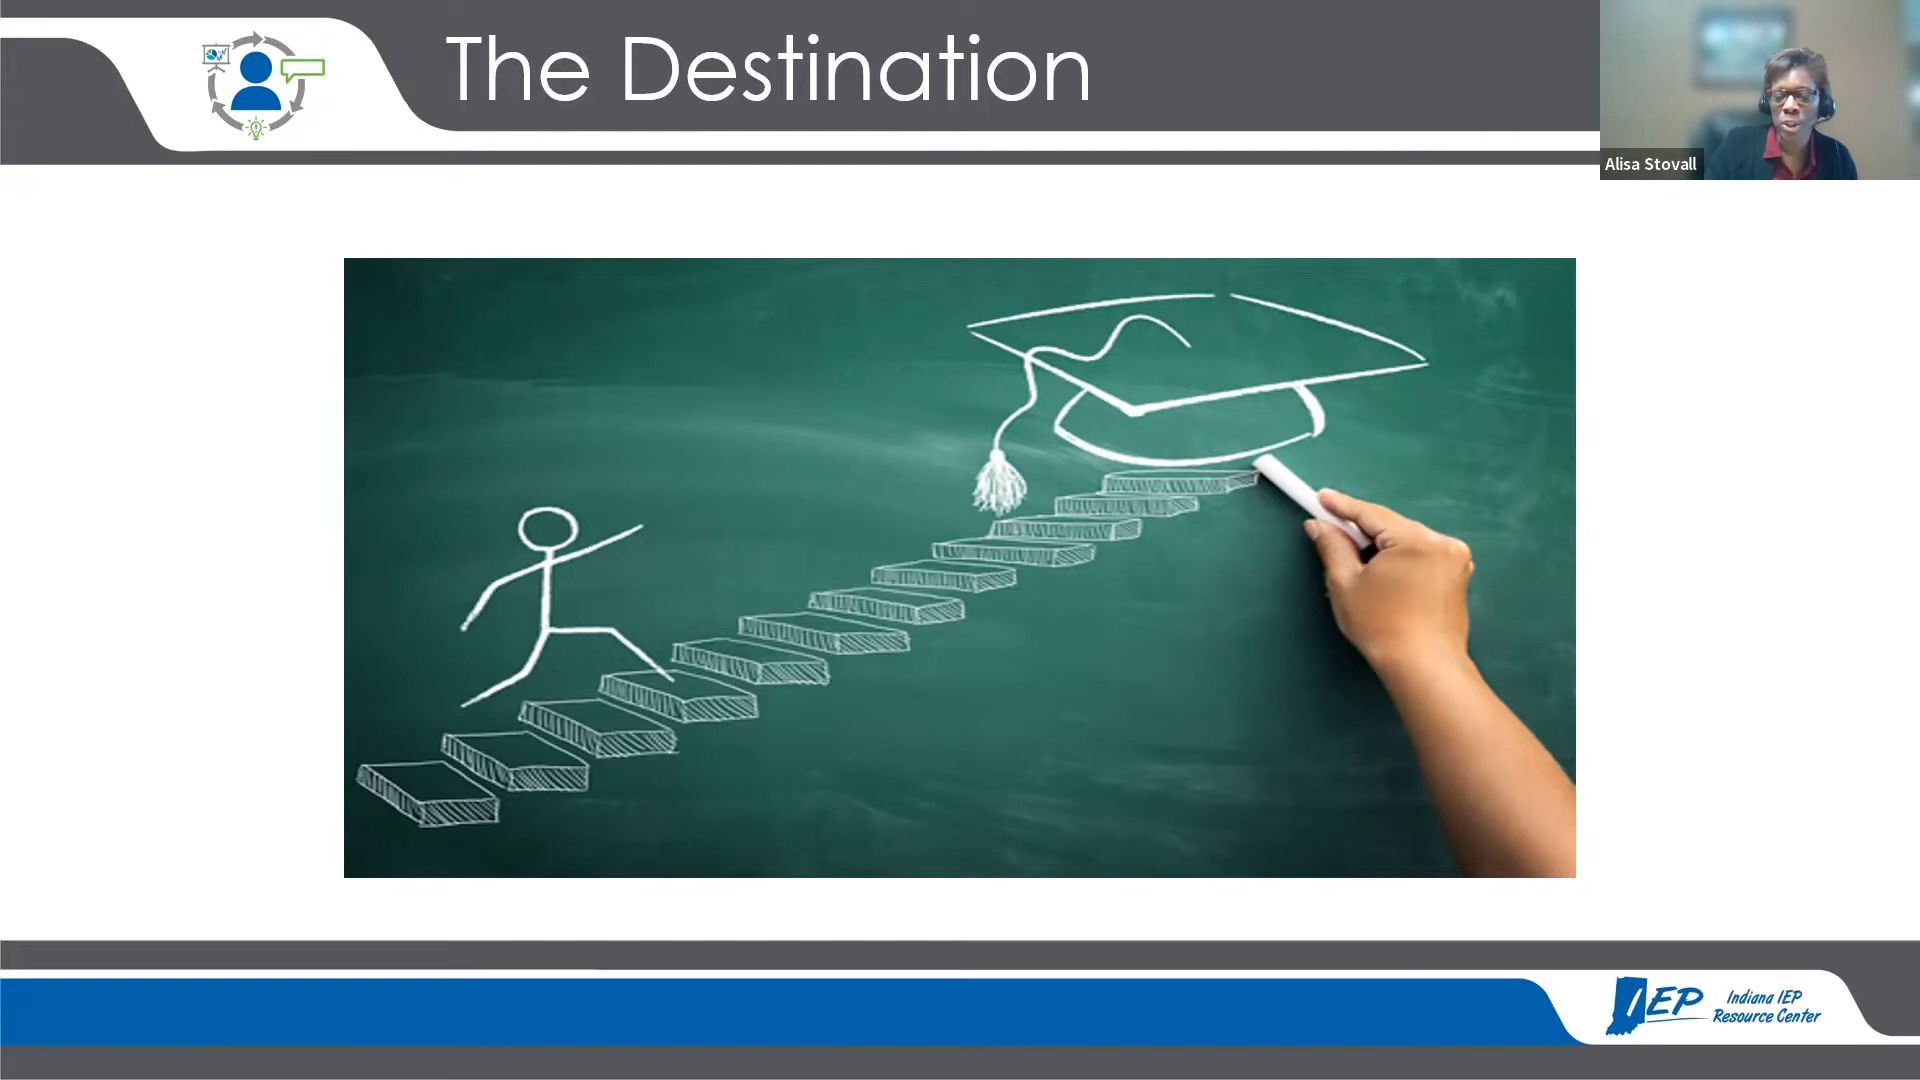 The Destination
Alisa Stovall
IEP
Indiana IEP
Resource Center